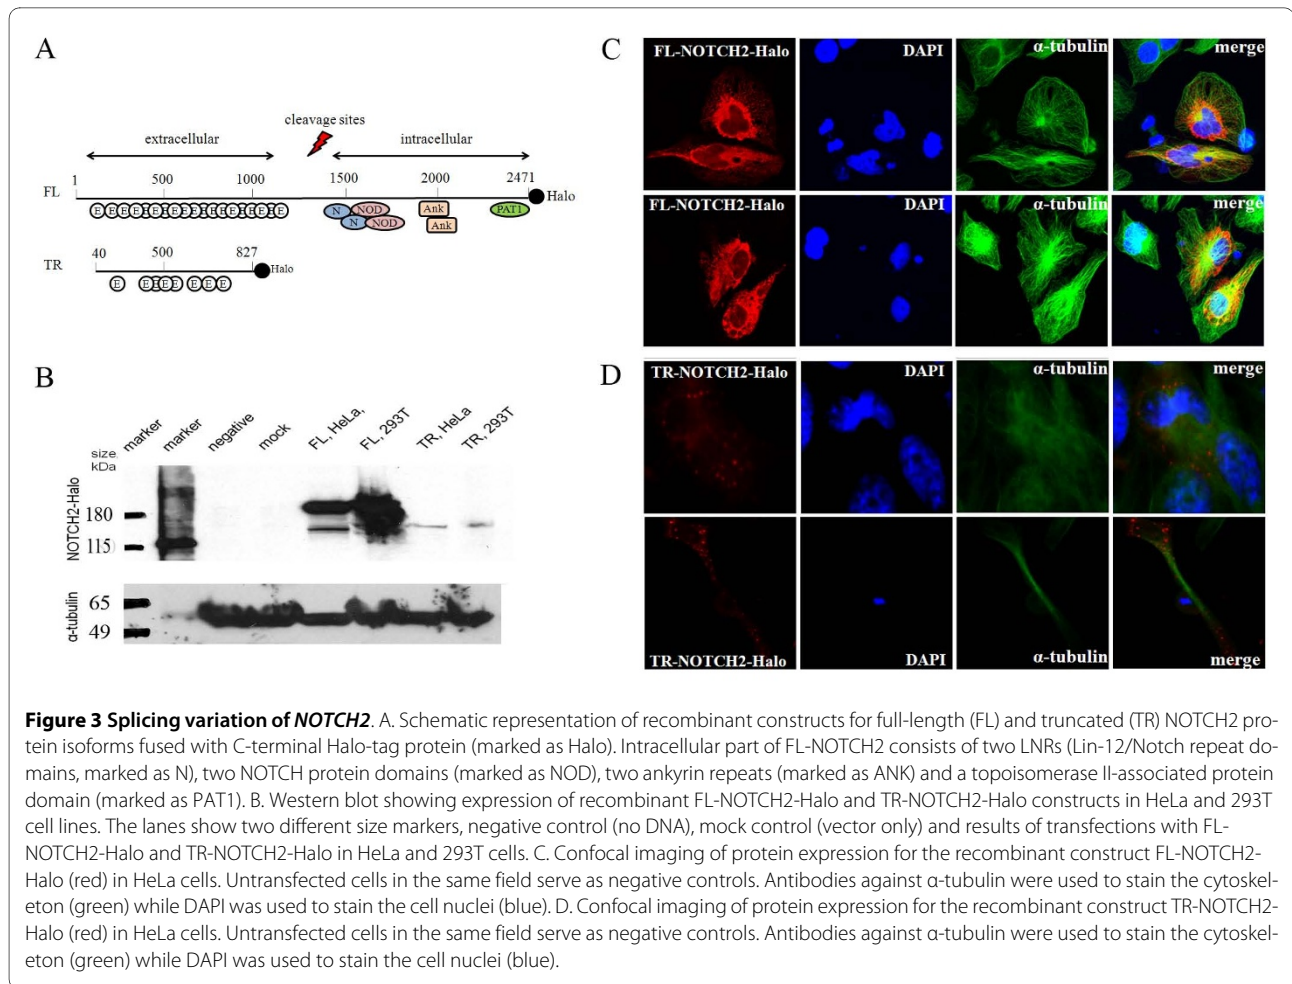 A
cleavage sites
extracellular
intracellular
1 500 1000 1500 2000 2471
FL
Halo
E E E E E E E E E E E E E E E
N NOD Ank PAT1
N NOD Ank
40 500 827
TR
Halo
E E E E E E E E
B
marker marker negative mock FL, HeLa, FL, 293T TR, HeLa TR, 293T
size,
kDa
NOTCH2-Halo
180
115
α-tubulin
65
49
C
FL-NOTCH2-Halo DAPI α-tubulin merge
FL-NOTCH2-Halo DAPI α-tubulin merge
D
TR-NOTCH2-Halo DAPI α-tubulin merge
TR-NOTCH2-Halo DAPI α-tubulin merge
Figure 3 Splicing variation of NOTCH2. A. Schematic representation of recombinant constructs for full-length (FL) and truncated (TR) NOTCH2 pro-
tein isoforms fused with C-terminal Halo-tag protein (marked as Halo). Intracellular part of FL-NOTCH2 consists of two LNRs (Lin-12/Notch repeat do-
mains, marked as N), two NOTCH protein domains (marked as NOD), two ankyrin repeats (marked as ANK) and a topoisomerase II-associated protein
domain (marked as PAT1). B. Western blot showing expression of recombinant FL-NOTCH2-Halo and TR-NOTCH2-Halo constructs in HeLa and 293T
cell lines. The lanes show two different size markers, negative control (no DNA), mock control (vector only) and results of transfections with FL-
NOTCH2-Halo and TR-NOTCH2-Halo in HeLa and 293T cells. C. Confocal imaging of protein expression for the recombinant construct FL-NOTCH2-
Halo (red) in HeLa cells. Untransfected cells in the same field serve as negative controls. Antibodies against α-tubulin were used to stain the cytoskel-
eton (green) while DAPI was used to stain the cell nuclei (blue). D. Confocal imaging of protein expression for the recombinant construct TR-NOTCH2-
Halo (red) in HeLa cells. Untransfected cells in the same field serve as negative controls. Antibodies against α-tubulin were used to stain the cytoskel-
eton (green) while DAPI was used to stain the cell nuclei (blue).